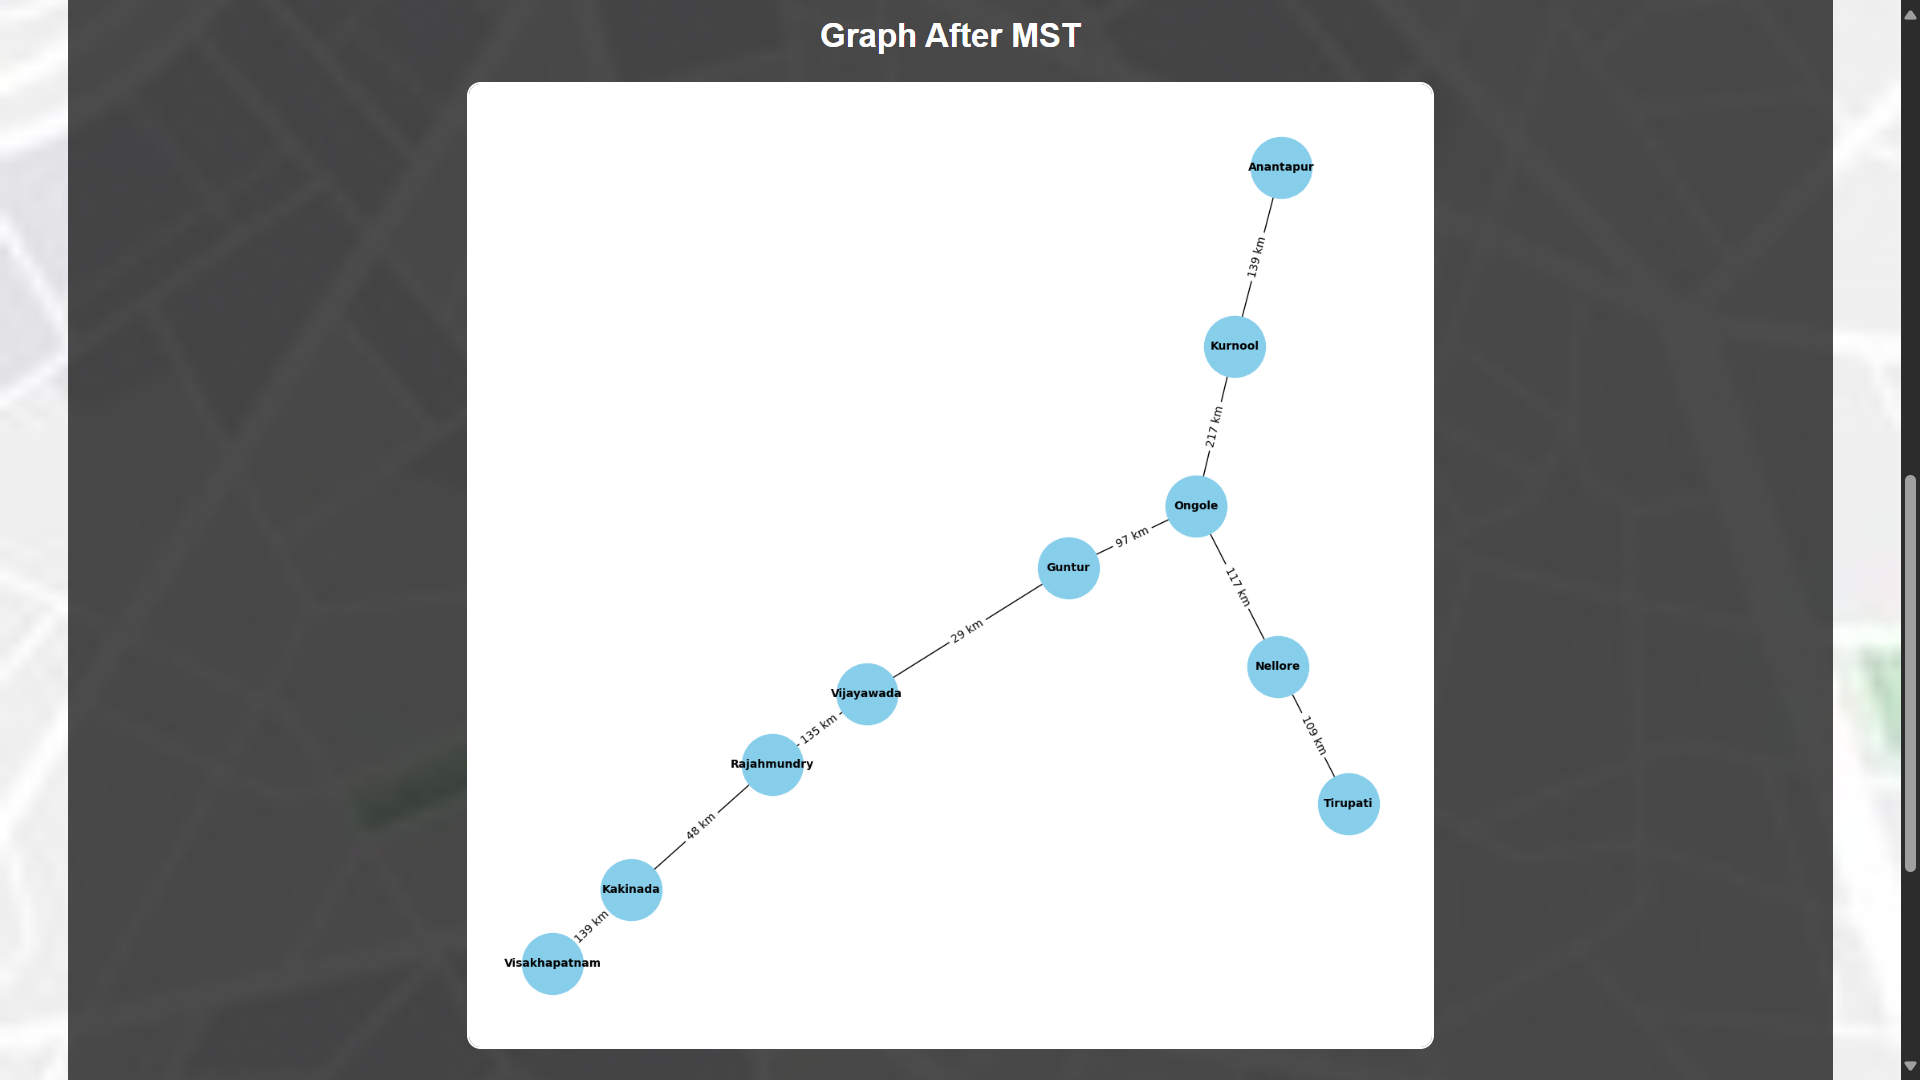 Graph After MST
Anantapur
139 km
Kurnool
217 km
Ongole
97 km
Guntur
117 km
29 km
Nellore
Vijayawada
109 km
135 km
Rajahmundry
Tirupati
48 km
Kakinada
139 km
Visakhapatnam